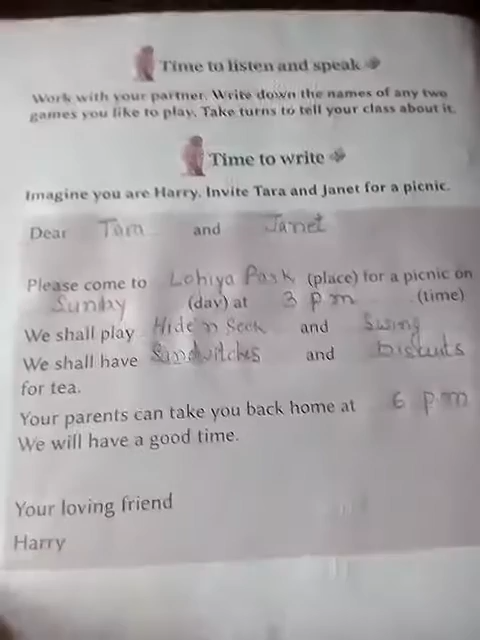 Time to listen and speak
Work with your partner. Write down the names of any two
games you like to play. Take turns to tell your class about it.
Time to write
Imagine you are Harry. Invite Tara and Janet for a picnic.
Dear Tara and Janet
Please come to Lohiya Park (place) for a picnic on
Sunby (day) at 3 pm (time)
We shall play Hide n Seek and Swing
We shall have Sindwitches and biscuits
for tea.
Your parents can take you back home at 6 pm
We will have a good time.
Your loving friend
Harry